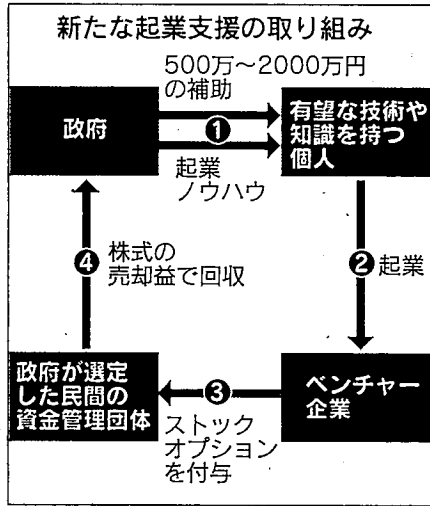 新たな起業支援の取り組み
500万〜2000万円
の補助
政府
❶
有望な技術や
知識を持つ
個人
起業
ノウハウ
❹
株式の
売却益で回収
❷起業
政府が選定
した民間の
資金管理団体
❸
ストック
オプション
を付与
ベンチャー
企業